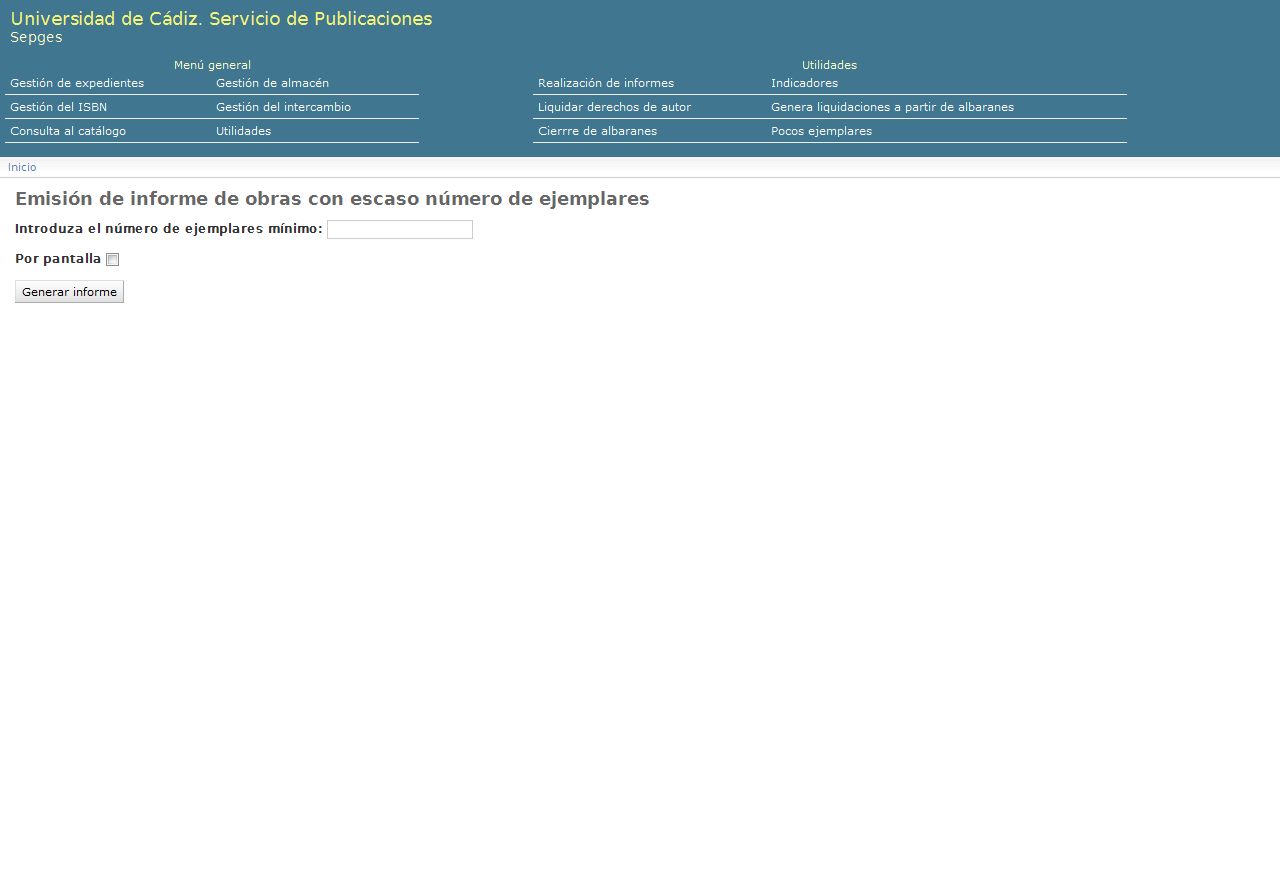 Universidad de Cádiz. Servicio de Publicaciones
Sepges
Menú general
Gestión de expedientes Gestión de almacén
Gestión del ISBN Gestión del intercambio
Consulta al catálogo Utilidades
Utilidades
Realización de informes Indicadores
Liquidar derechos de autor Genera liquidaciones a partir de albaranes
Cierrre de albaranes Pocos ejemplares
Inicio
Emisión de informe de obras con escaso número de ejemplares
Introduza el número de ejemplares mínimo:
Por pantalla
Generar informe